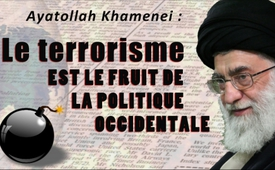 Ayatollah Khamenei :
Le terrorisme
EST LE FRUIT DE
LA POLITIQUE
OCCIDENTALE